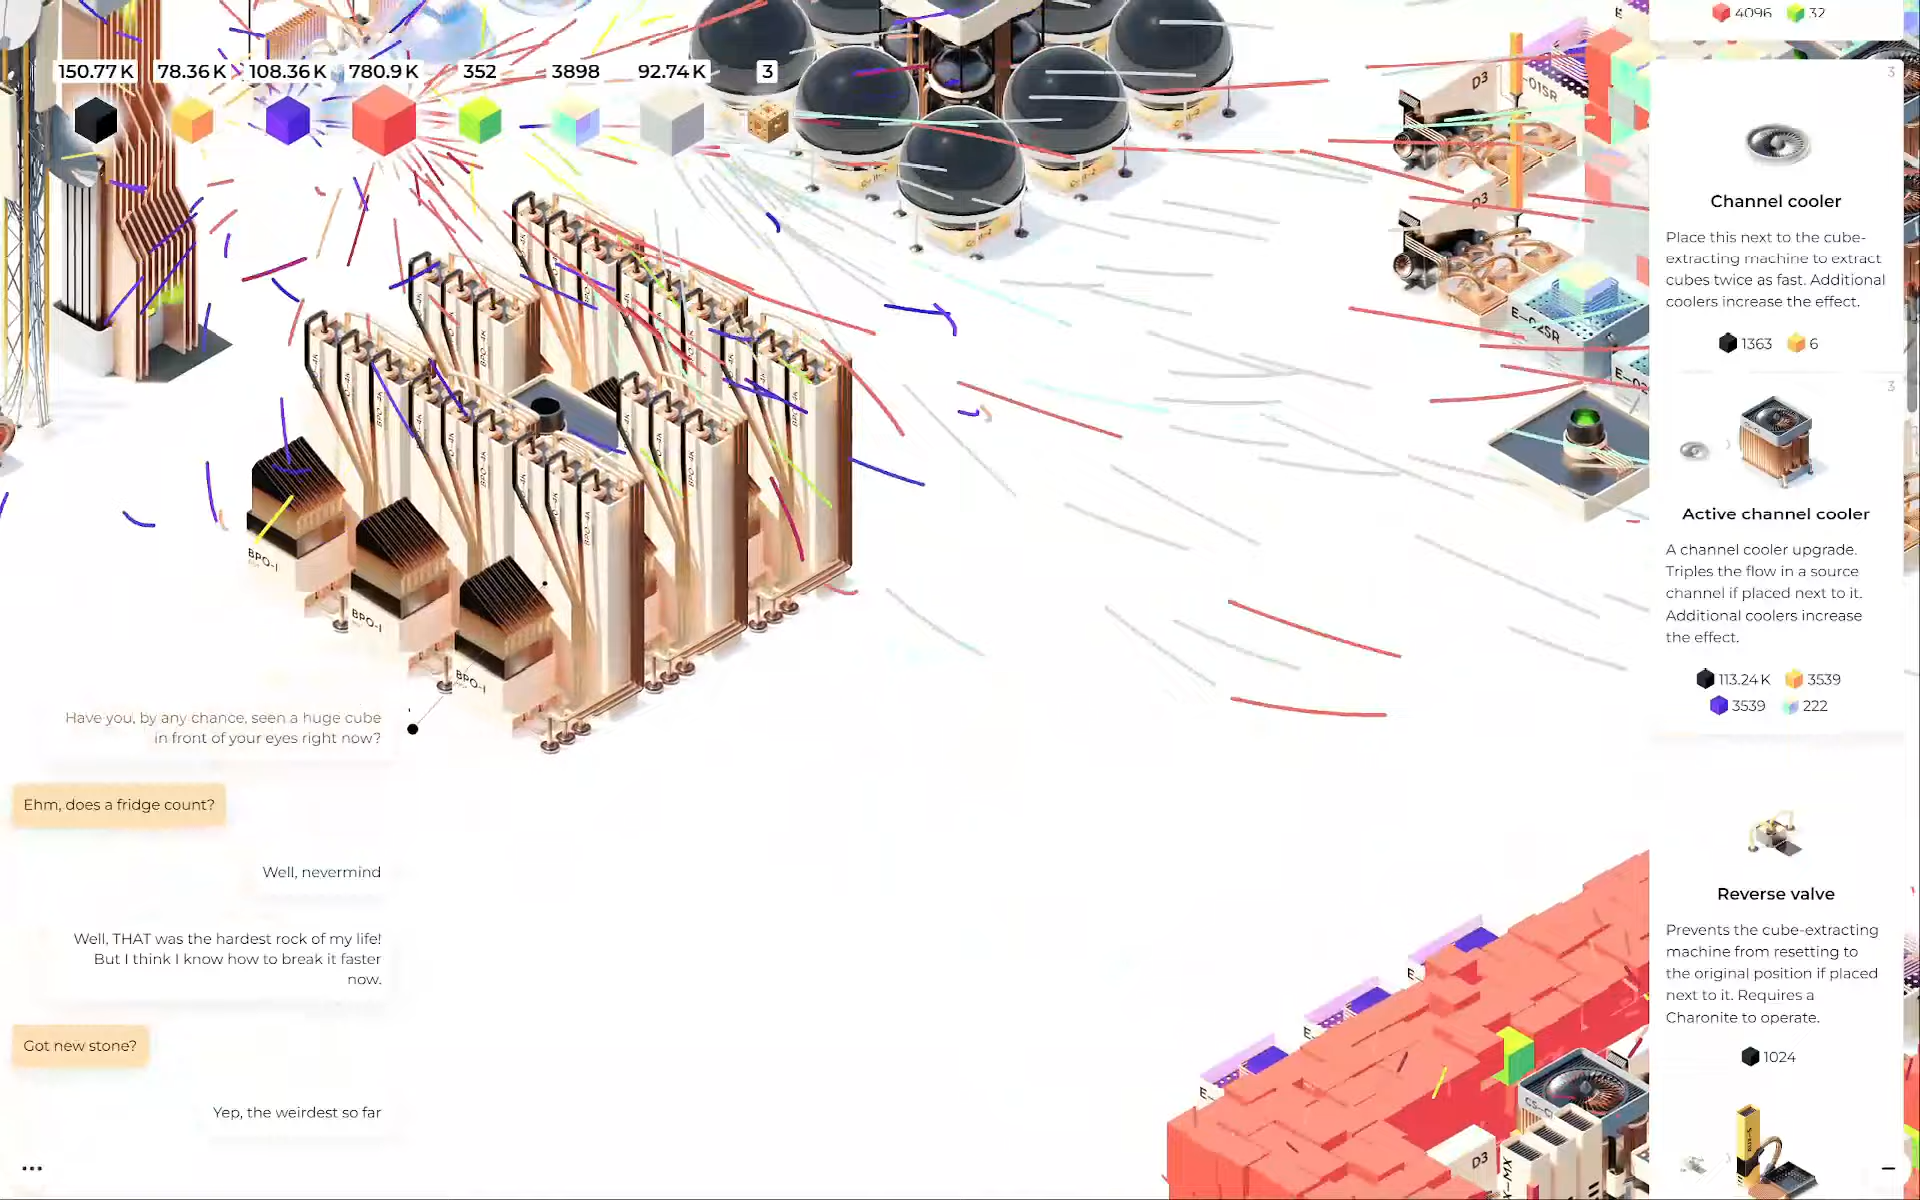 4096 32
150.77 K 78.36 K 108.36 K 780.9 K 352 3898 92.74 K 3
3
Channel cooler
Place this next to the cube-
extracting machine to extract
cubes twice as fast. Additional
coolers increase the effect.
1363 6
3
Active channel cooler
A channel cooler upgrade.
Triples the flow in a source
channel if placed next to it.
Additional coolers increase
the effect.
113.24 K 3539
3539 222
Reverse valve
Prevents the cube-extracting
machine from resetting to
the original position if placed
next to it. Requires a
Charonite to operate.
1024
Have you, by any chance, seen a huge cube
in front of your eyes right now?
Ehm, does a fridge count?
Well, nevermind
Well, THAT was the hardest rock of my life!
But I think I know how to break it faster
now.
Got new stone?
Yep, the weirdest so far
...
D3
D3
E-02SR
BPO-I
BPO-I
BPO-I
D3